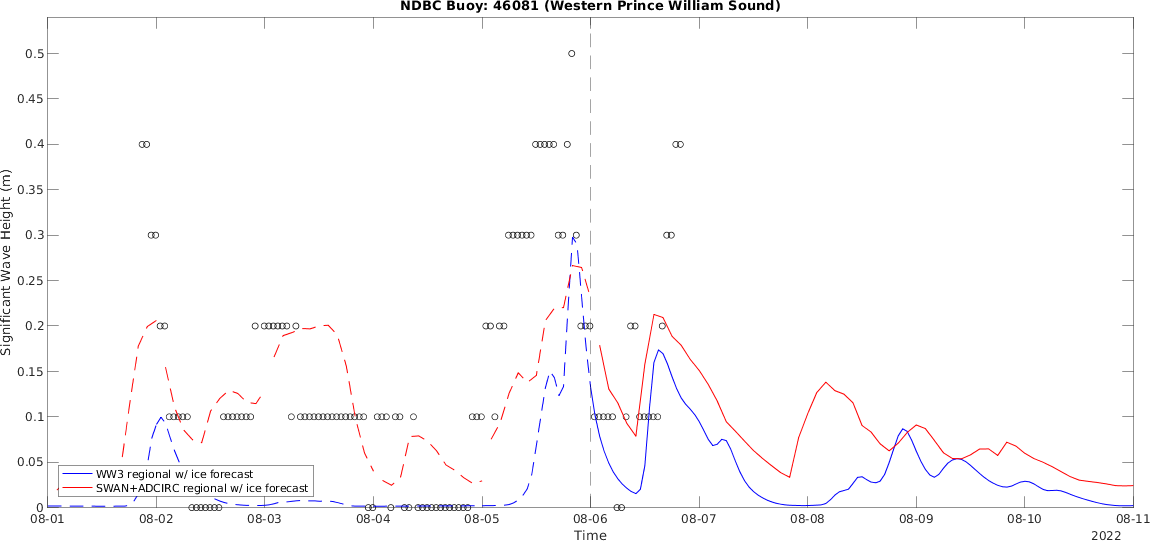 NDBC Buoy: 46081 (Western Prince William Sound)
Significant Wave Height (m)
0.5
0.45
0.4
0.35
0.3
0.25
0.2
0.15
0.1
0.05
0
WW3 regional w/ ice forecast
SWAN+ADCIRC regional w/ ice forecast
08-01 08-02 08-03 08-04 08-05 08-06 08-07 08-08 08-09 08-10 08-11
Time
2022